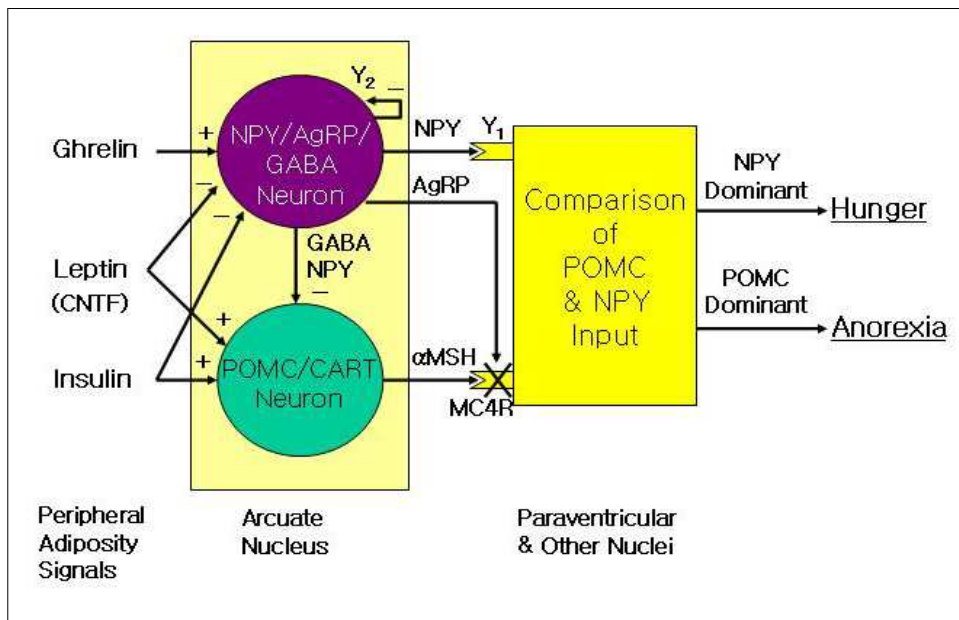 Ghrelin
Leptin
(CNTF)
Insulin
+
−
−
Y2
−
NPY/AgRP/
GABA
Neuron
GABA
NPY
−
+
+
POMC/CART
Neuron
NPY
Y1
AgRP
αMSH
MC4R
Comparison
of
POMC
& NPY
Input
NPY
Dominant
Hunger
POMC
Dominant
Anorexia
Peripheral
Adiposity
Signals
Arcuate
Nucleus
Paraventricular
& Other Nuclei